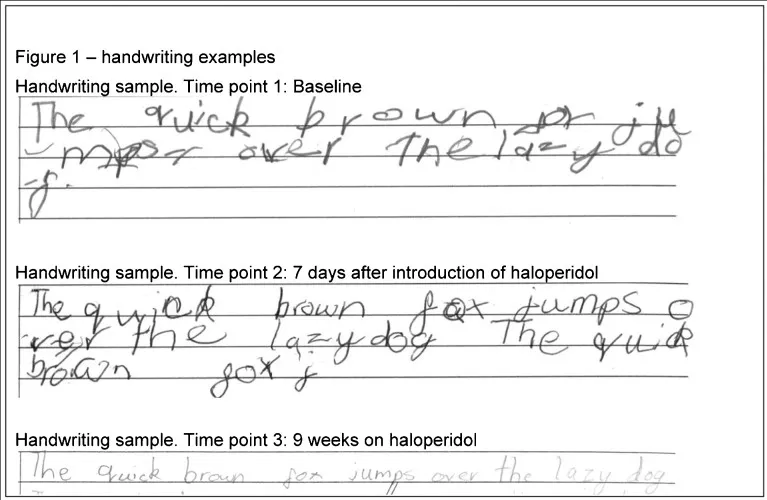 Figure 1 – handwriting examples
Handwriting sample. Time point 1: Baseline
The quick brown fox ju
mps over The lazy do
g.
Handwriting sample. Time point 2: 7 days after introduction of haloperidol
The quick brown fox jumps o
ver the lazy dog The quick
brown fox j
Handwriting sample. Time point 3: 9 weeks on haloperidol
The quick brown fox jumps over the lazy dog